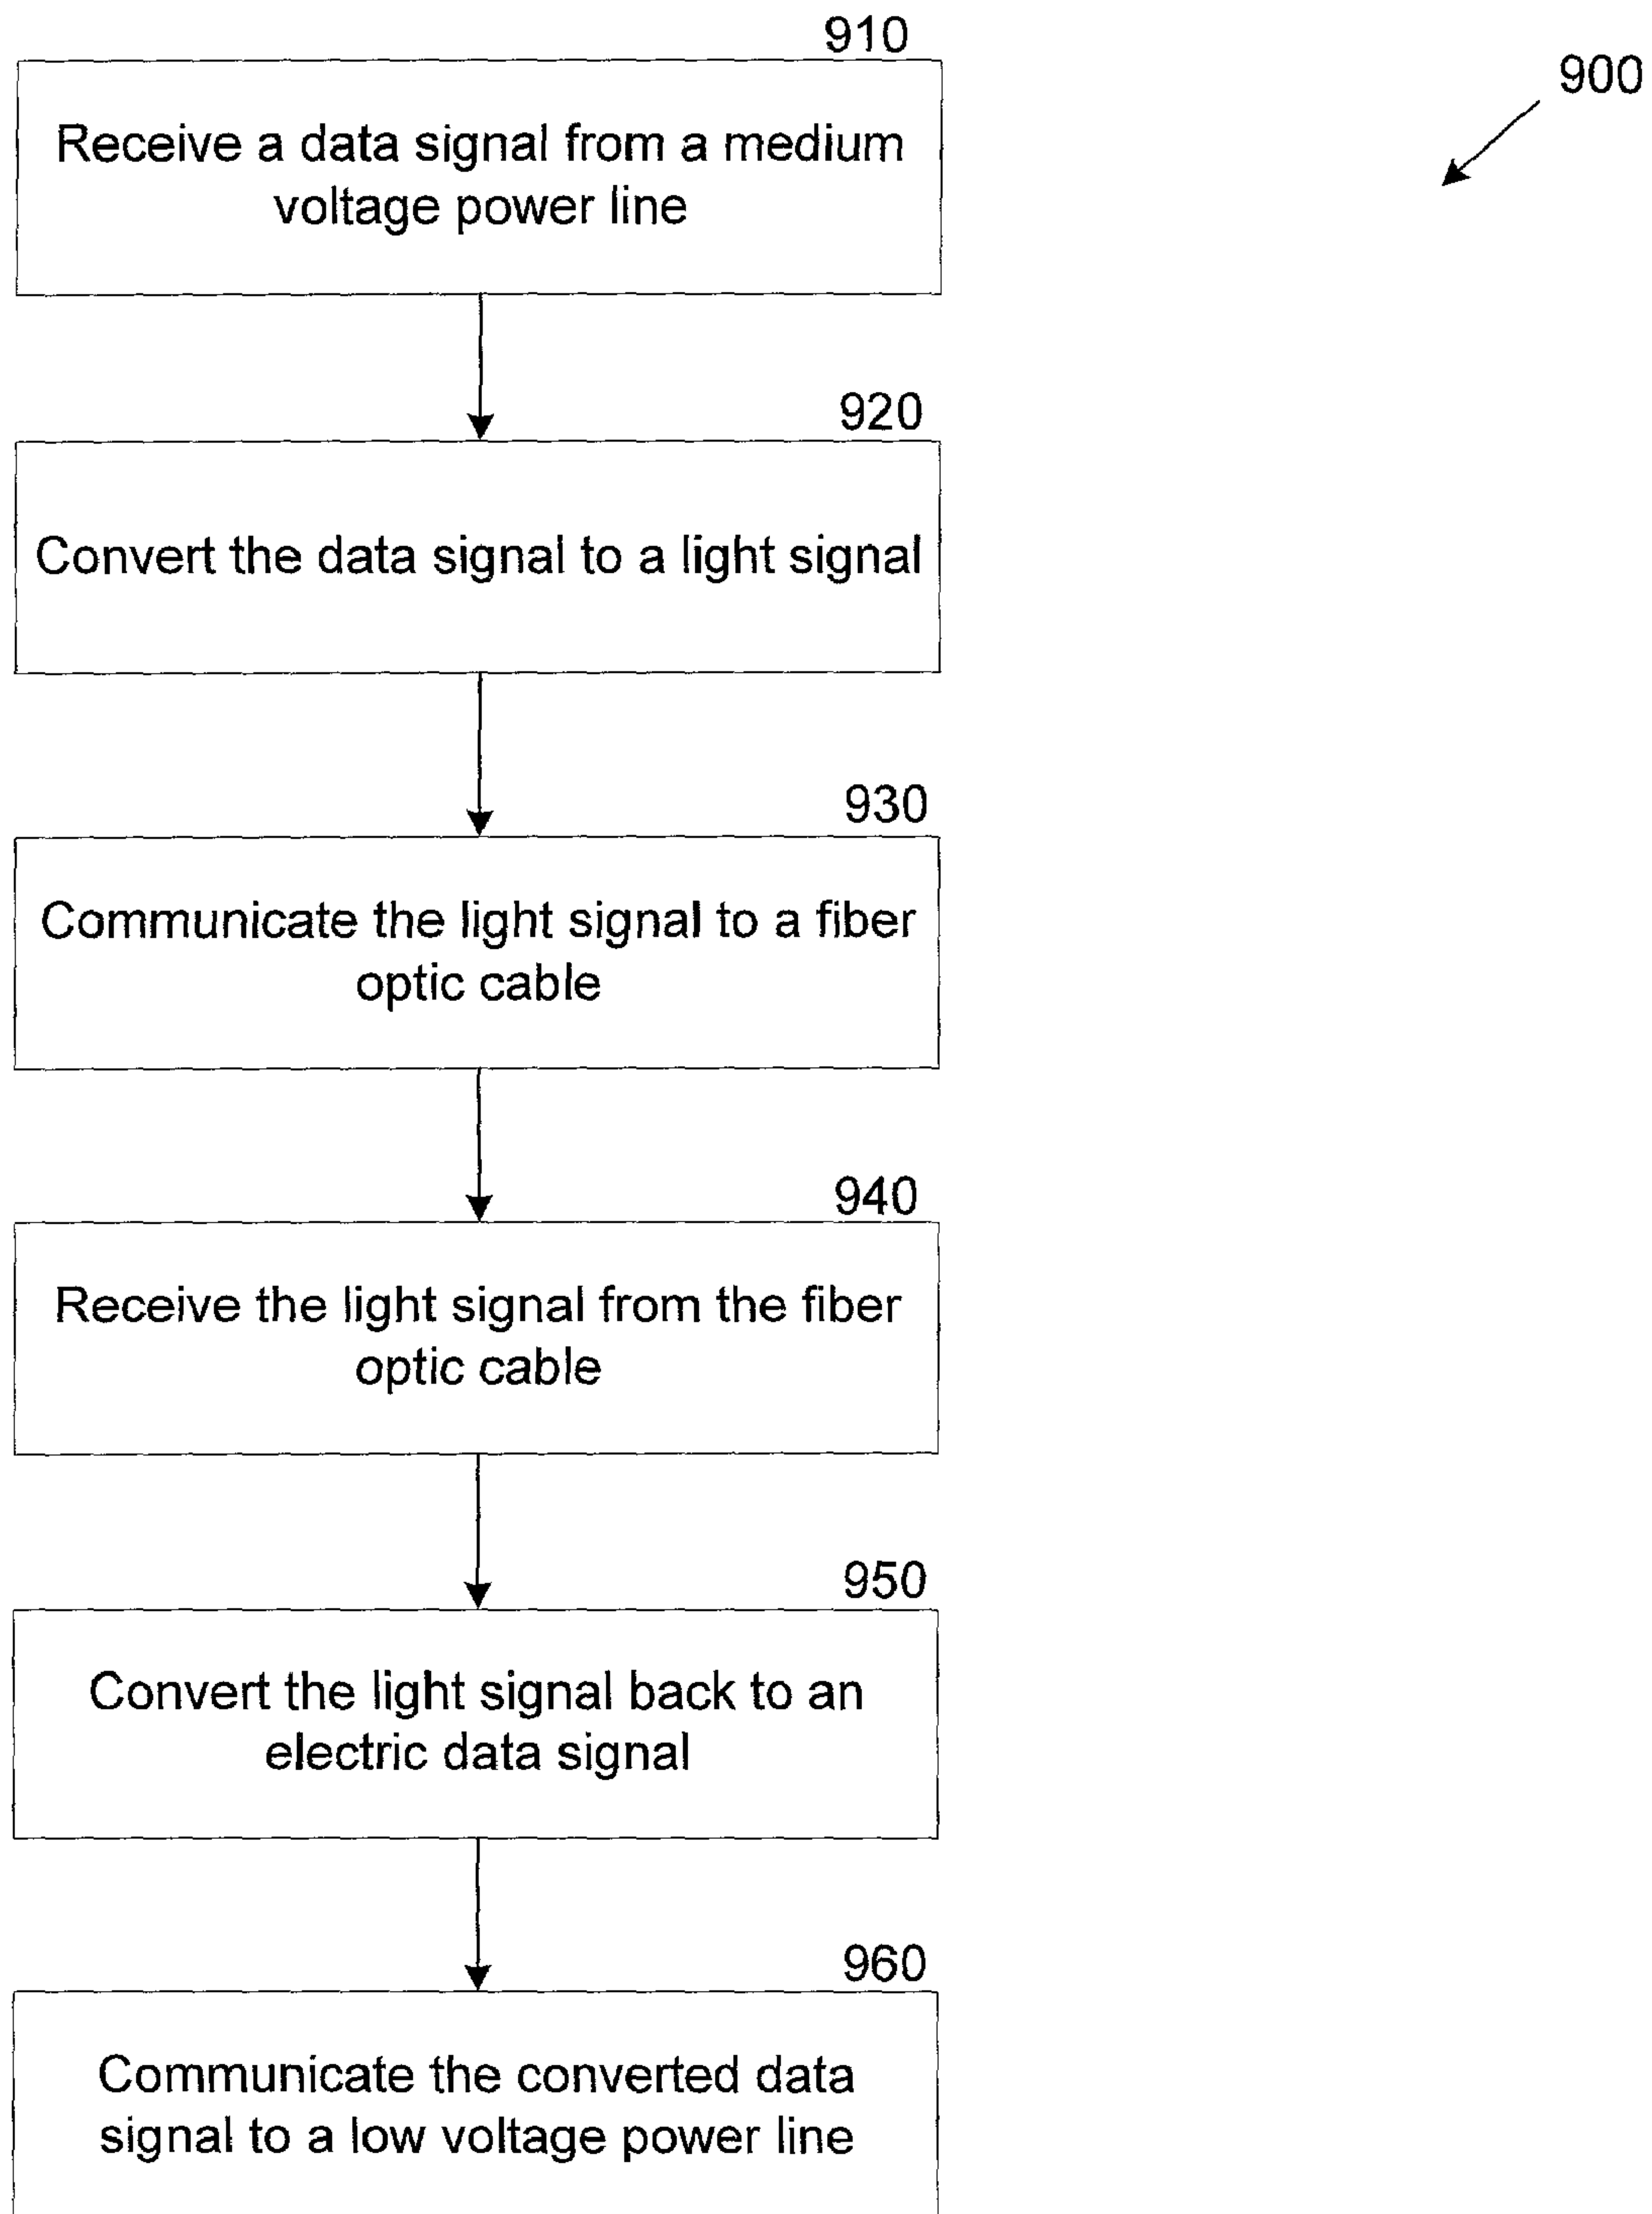 910
900
Receive a data signal from a medium
voltage power line
920
Convert the data signal to a light signal
930
Communicate the light signal to a fiber
optic cable
940
Receive the light signal from the fiber
optic cable
950
Convert the light signal back to an
electric data signal
960
Communicate the converted data
signal to a low voltage power line